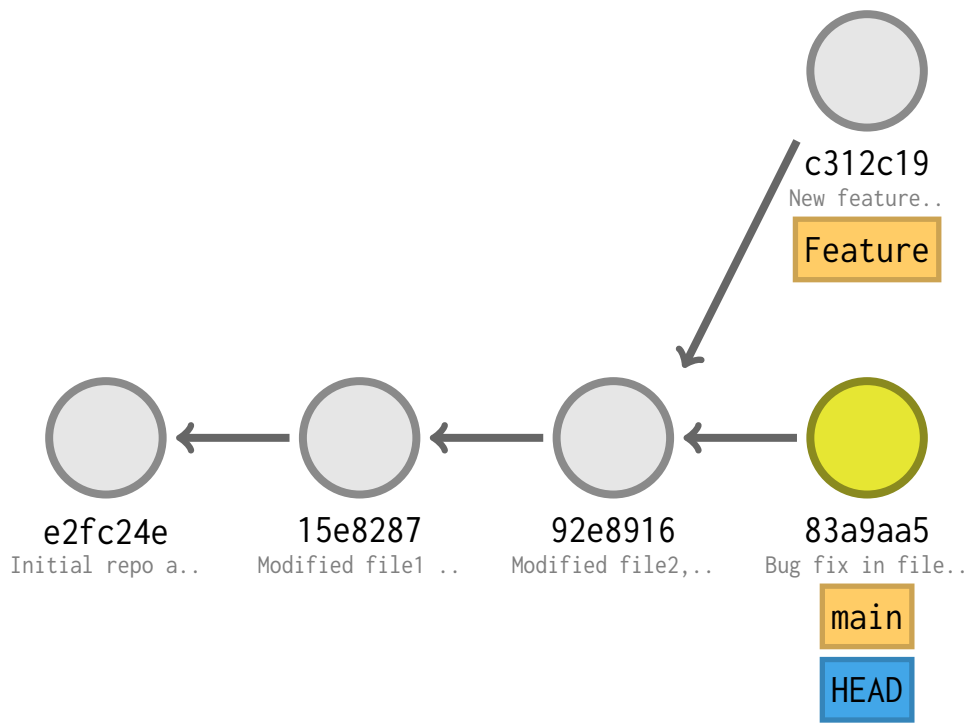 c312c19
New feature..
Feature
e2fc24e
Initial repo a..
15e8287
Modified file1 ..
92e8916
Modified file2,..
83a9aa5
Bug fix in file..
main
HEAD